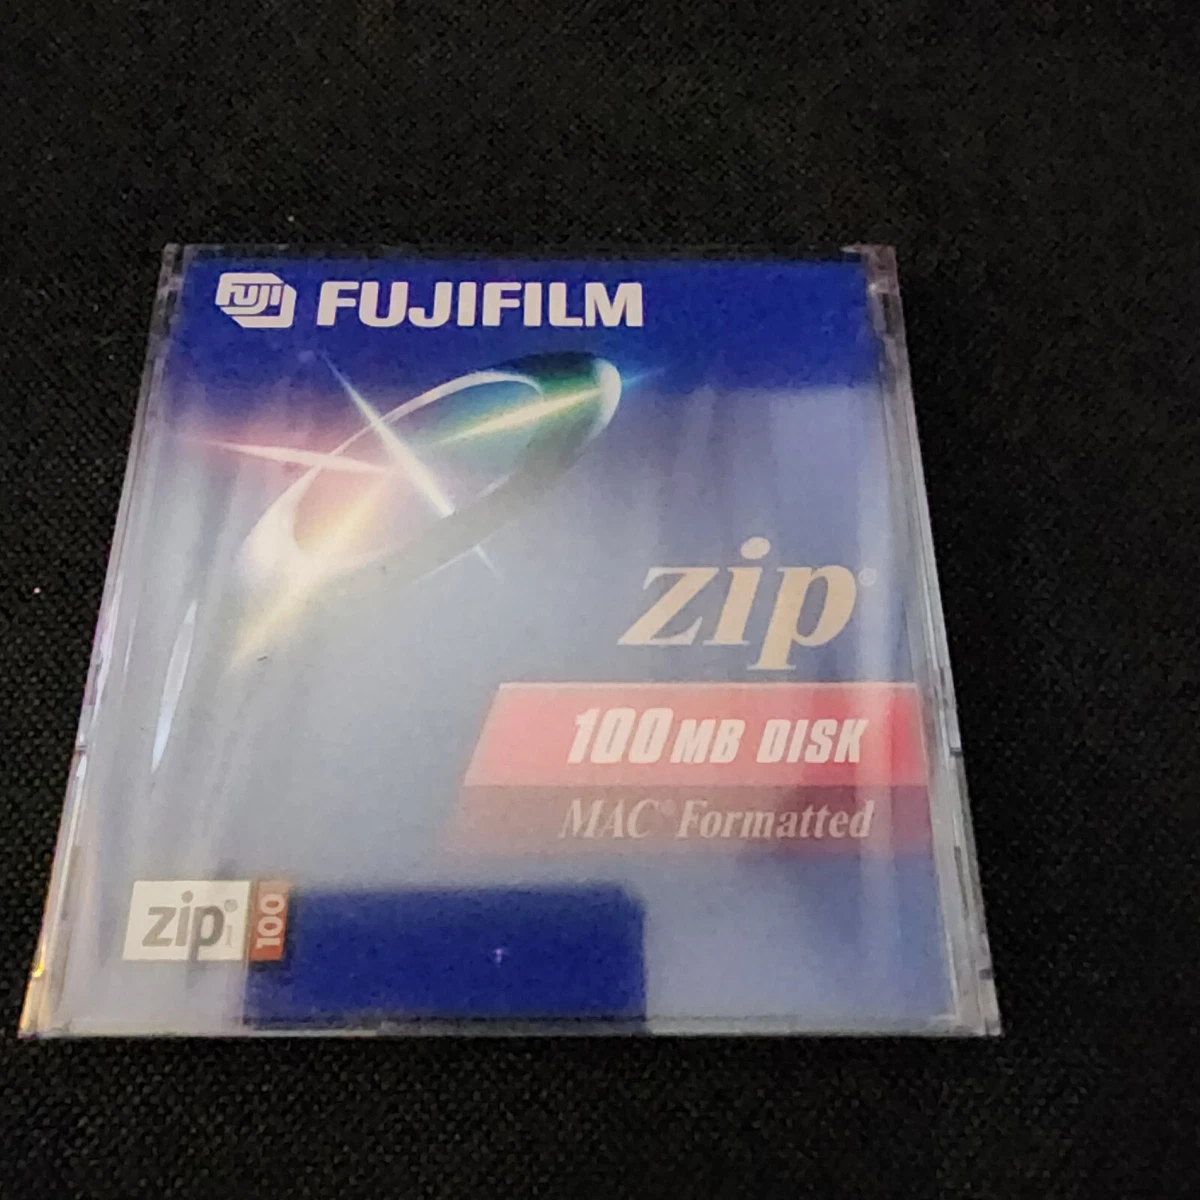 FUJI FUJIFILM
zip®
100MB DISK
MAC® Formatted
zip® 100